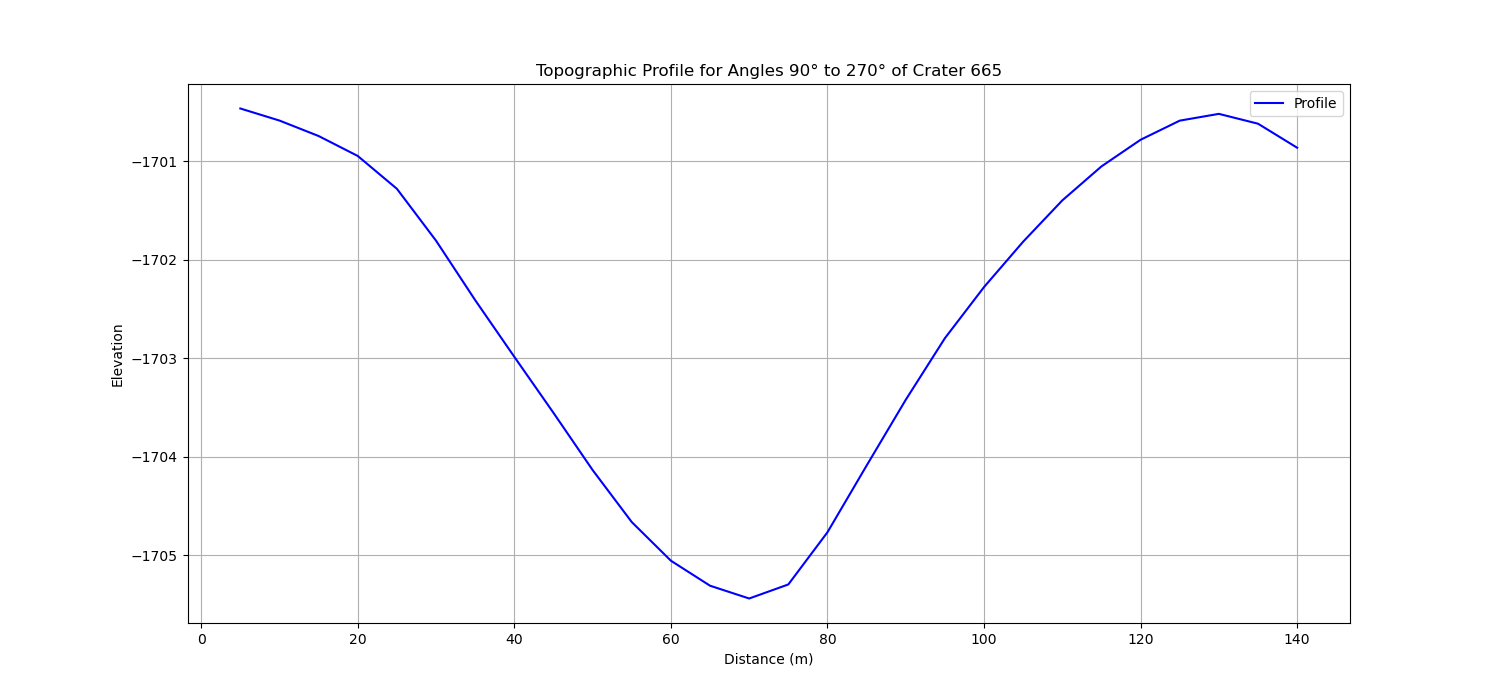 Topographic Profile for Angles 90° to 270° of Crater 665
Profile
−1701
−1702
−1703
−1704
−1705
Elevation
0 20 40 60 80 100 120 140
Distance (m)